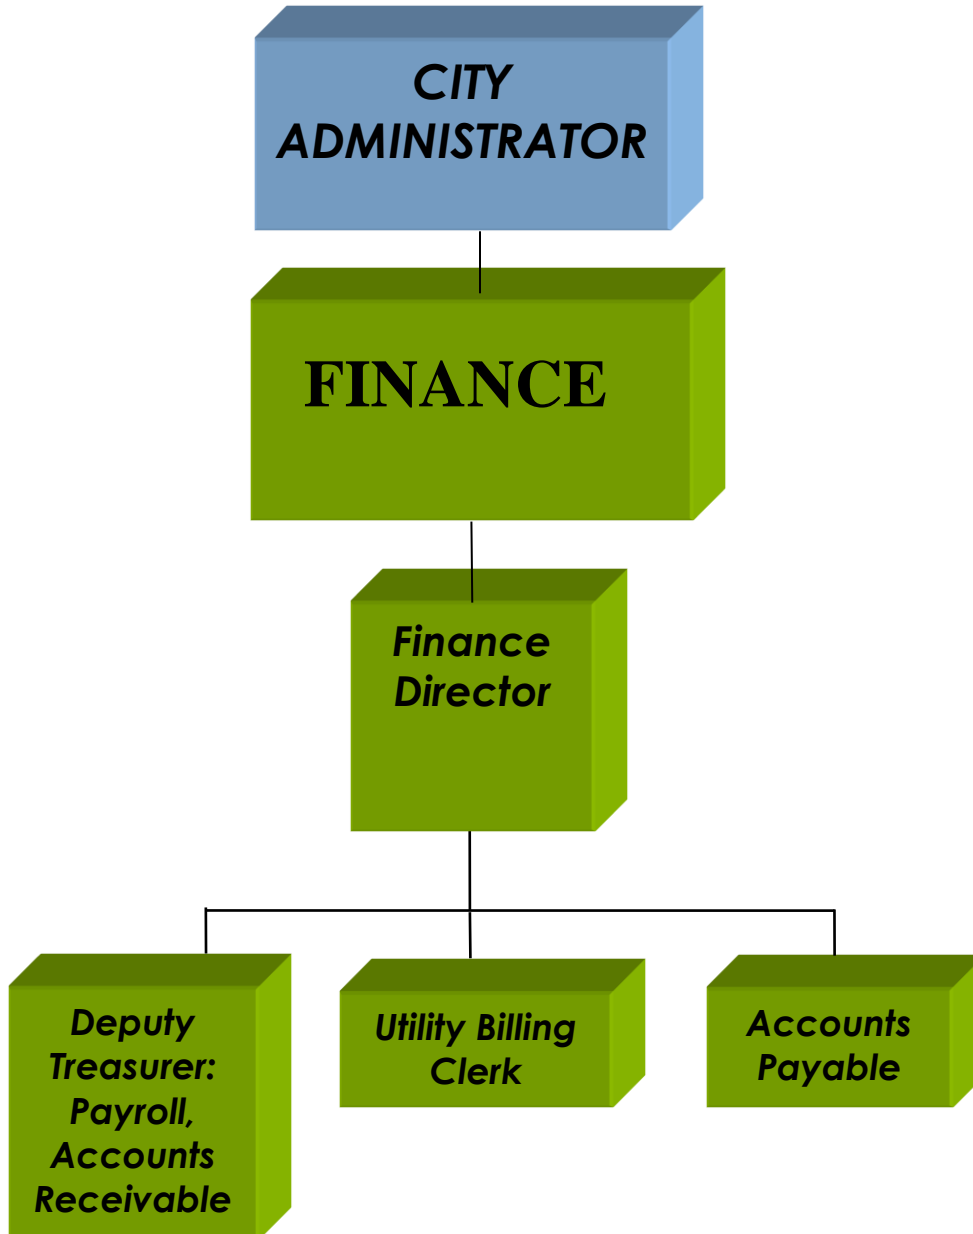 CITY
ADMINISTRATOR
FINANCE
Finance
Director
Deputy
Treasurer:
Payroll,
Accounts
Receivable
Utility Billing
Clerk
Accounts
Payable